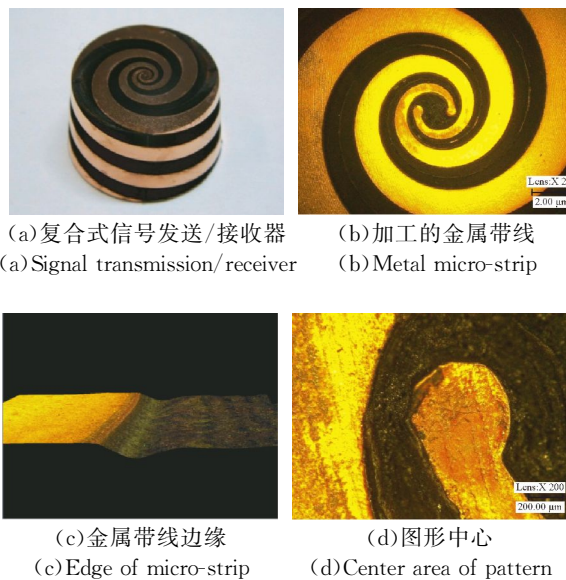 Lens:X 2
2.00 μm
(a)复合式信号发送/接收器
(a)Signal transmission/receiver
(b)加工的金属带线
(b)Metal micro-strip
Lens:X 200
200.00 μm
(c)金属带线边缘
(c)Edge of micro-strip
(d)图形中心
(d)Center area of pattern